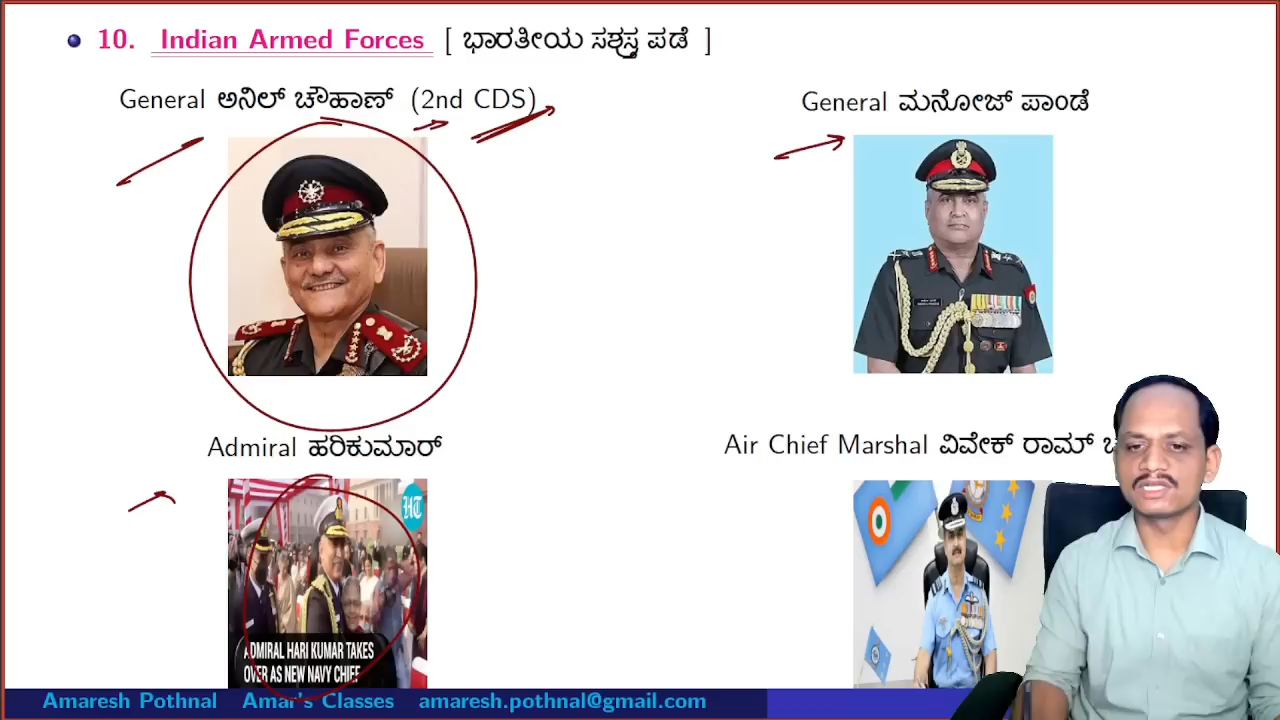 10. Indian Armed Forces [ ಭಾರತೀಯ ಸಶಸ್ತ್ರ ಪಡೆ ]
General ಅನಿಲ್ ಚೌಹಾಣ್ (2nd CDS)
General ಮನೋಜ್ ಪಾಂಡೆ
Admiral ಹರಿಕುಮಾರ್
Air Chief Marshal ವಿವೇಕ್ ರಾಮ್
HT
ADMIRAL HARI KUMAR TAKES
OVER AS NEW NAVY CHIEF
Amaresh Pothnal Amar's Classes amaresh.pothnal@gmail.com